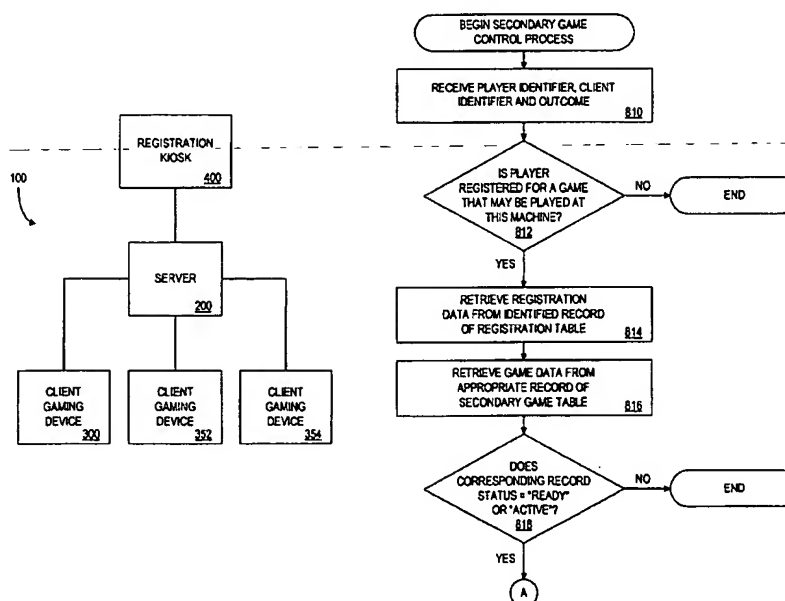 100
REGISTRATION
KIOSK
400
SERVER
200
CLIENT
GAMING
DEVICE
300
CLIENT
GAMING
DEVICE
352
CLIENT
GAMING
DEVICE
354
BEGIN SECONDARY GAME
CONTROL PROCESS
RECEIVE PLAYER IDENTIFIER, CLIENT
IDENTIFIER AND OUTCOME
810
IS PLAYER
REGISTERED FOR A GAME
THAT MAY BE PLAYED AT
THIS MACHINE?
812
NO
END
YES
RETRIEVE REGISTRATION
DATA FROM IDENTIFIED RECORD
OF REGISTRATION TABLE
814
RETRIEVE GAME DATA FROM
APPROPRIATE RECORD OF
SECONDARY GAME TABLE
816
DOES
CORRESPONDING RECORD
STATUS = "READY"
OR "ACTIVE"?
818
NO
END
YES
A